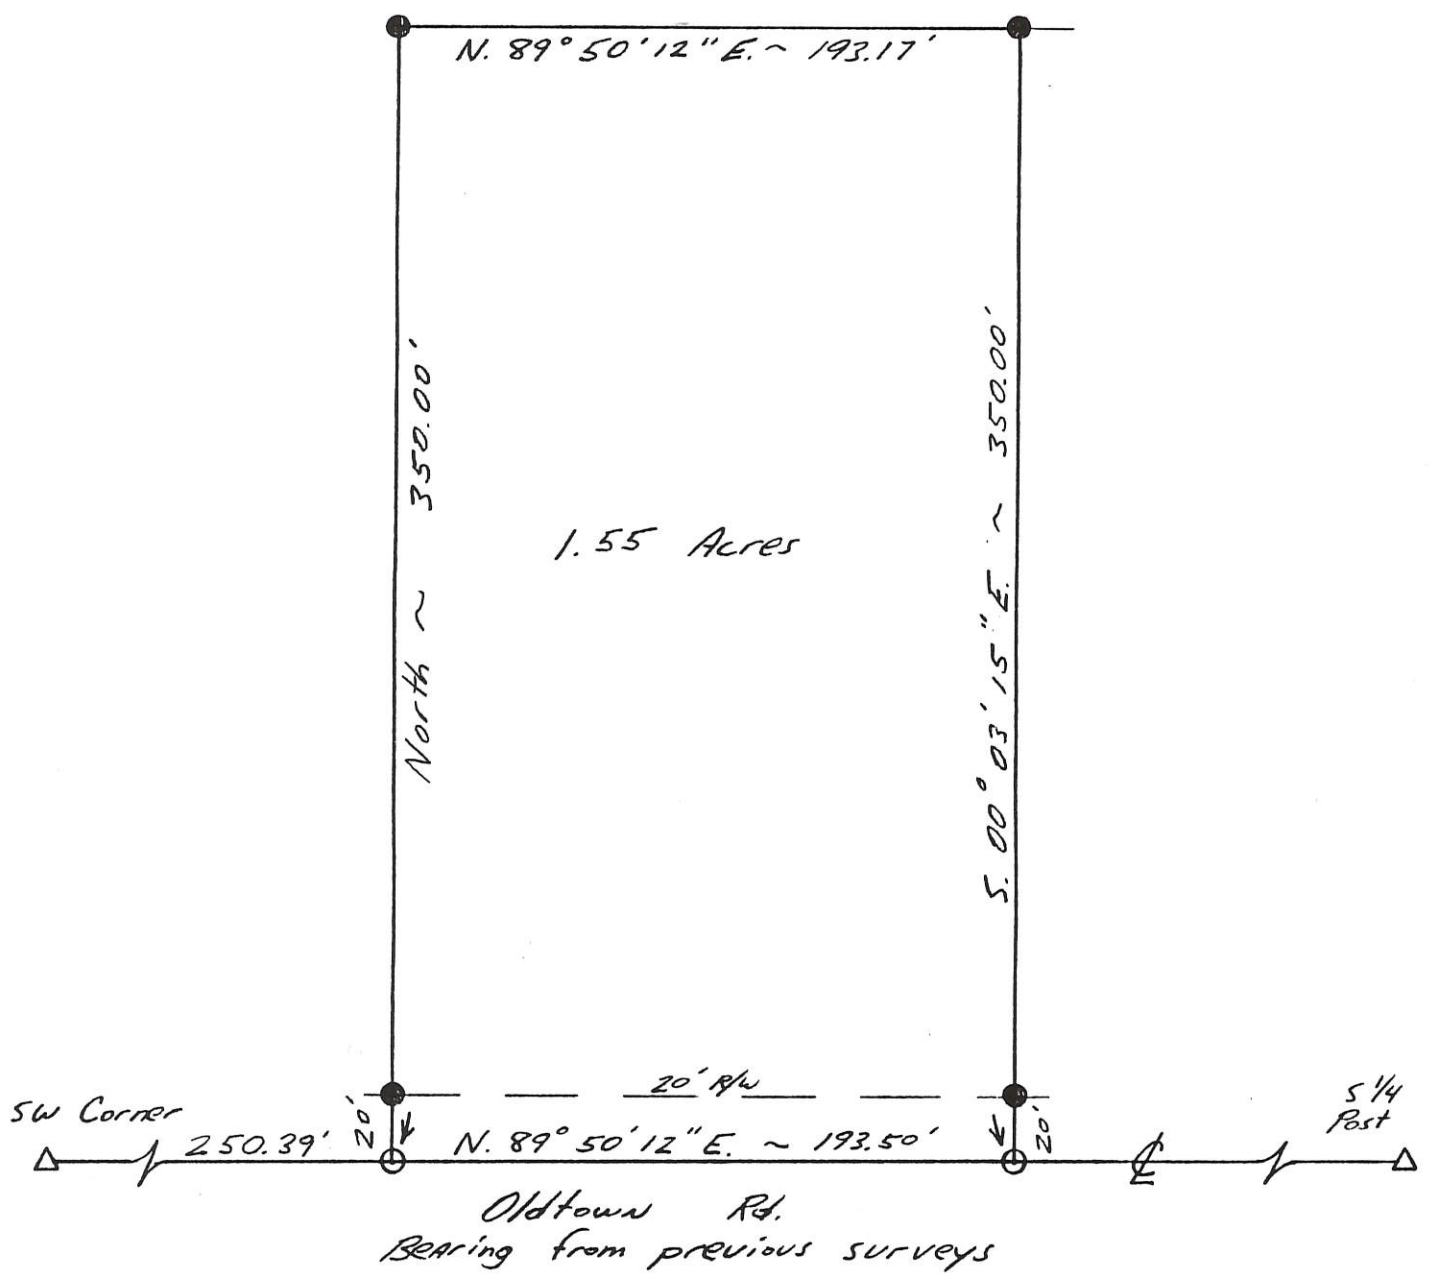 N. 89° 50' 12" E. ~ 193.17'
North ~ 350.00'
S. 00° 03' 15" E. ~ 350.00'
1.55 Acres
20' R/W
SW Corner
250.39'
20'
N. 89° 50' 12" E. ~ 193.50'
20'
℄
S 1/4
Post
Oldtown Rd.
Bearing from previous surveys